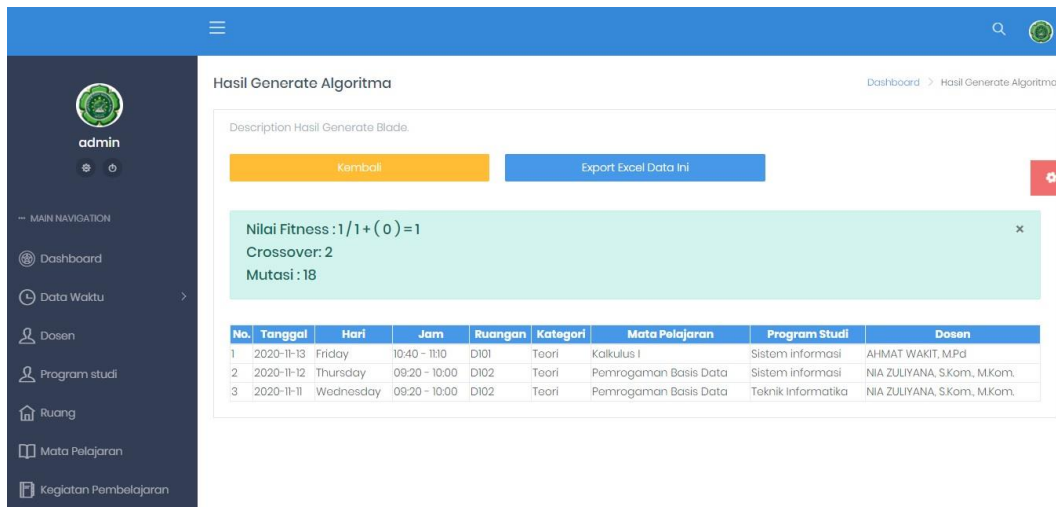 Hasil Generate Algoritma
Dashboard > Hasil Generate Algoritma
admin
MAIN NAVIGATION
Dashboard
Data Waktu
Dosen
Program studi
Ruang
Mata Pelajaran
Kegiatan Pembelajaran
Description Hasil Generate Blade.
Kembali
Export Excel Data Ini
Nilai Fitness : 1 / 1 + ( 0 ) = 1
Crossover: 2
Mutasi : 18
No. Tanggal Hari Jam Ruangan Kategori Mata Pelajaran Program Studi Dosen
1 2020-11-13 Friday 10:40 - 11:10 D101 Teori Kalkulus I Sistem informasi AHMAT WAKIT, M.Pd
2 2020-11-12 Thursday 09:20 - 10:00 D102 Teori Pemrogaman Basis Data Sistem informasi NIA ZULIYANA, S.Kom., M.Kom.
3 2020-11-11 Wednesday 09:20 - 10:00 D102 Teori Pemrogaman Basis Data Teknik Informatika NIA ZULIYANA, S.Kom., M.Kom.